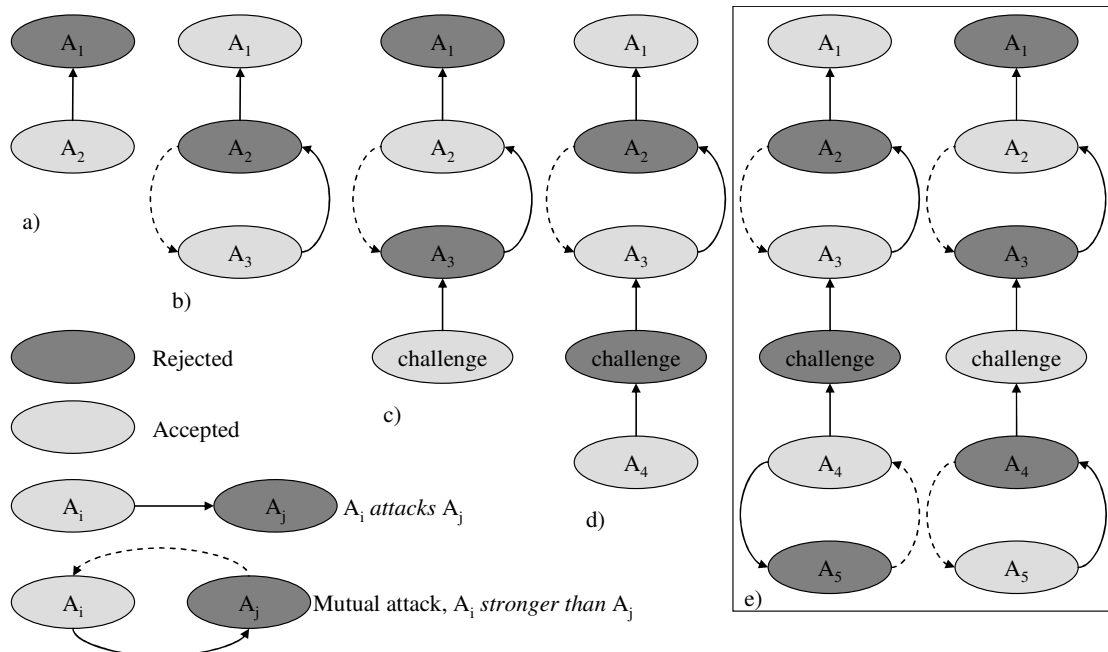 A1
A2
a)
A1
A2
A3
b)
A1
A2
A3
challenge
c)
A1
A2
A3
challenge
A4
d)
A1
A2
A3
challenge
A4
A5
A1
A2
A3
challenge
A4
A5
e)
Rejected
Accepted
Ai
Aj
Ai attacks Aj
Ai
Aj
Mutual attack, Ai stronger than Aj